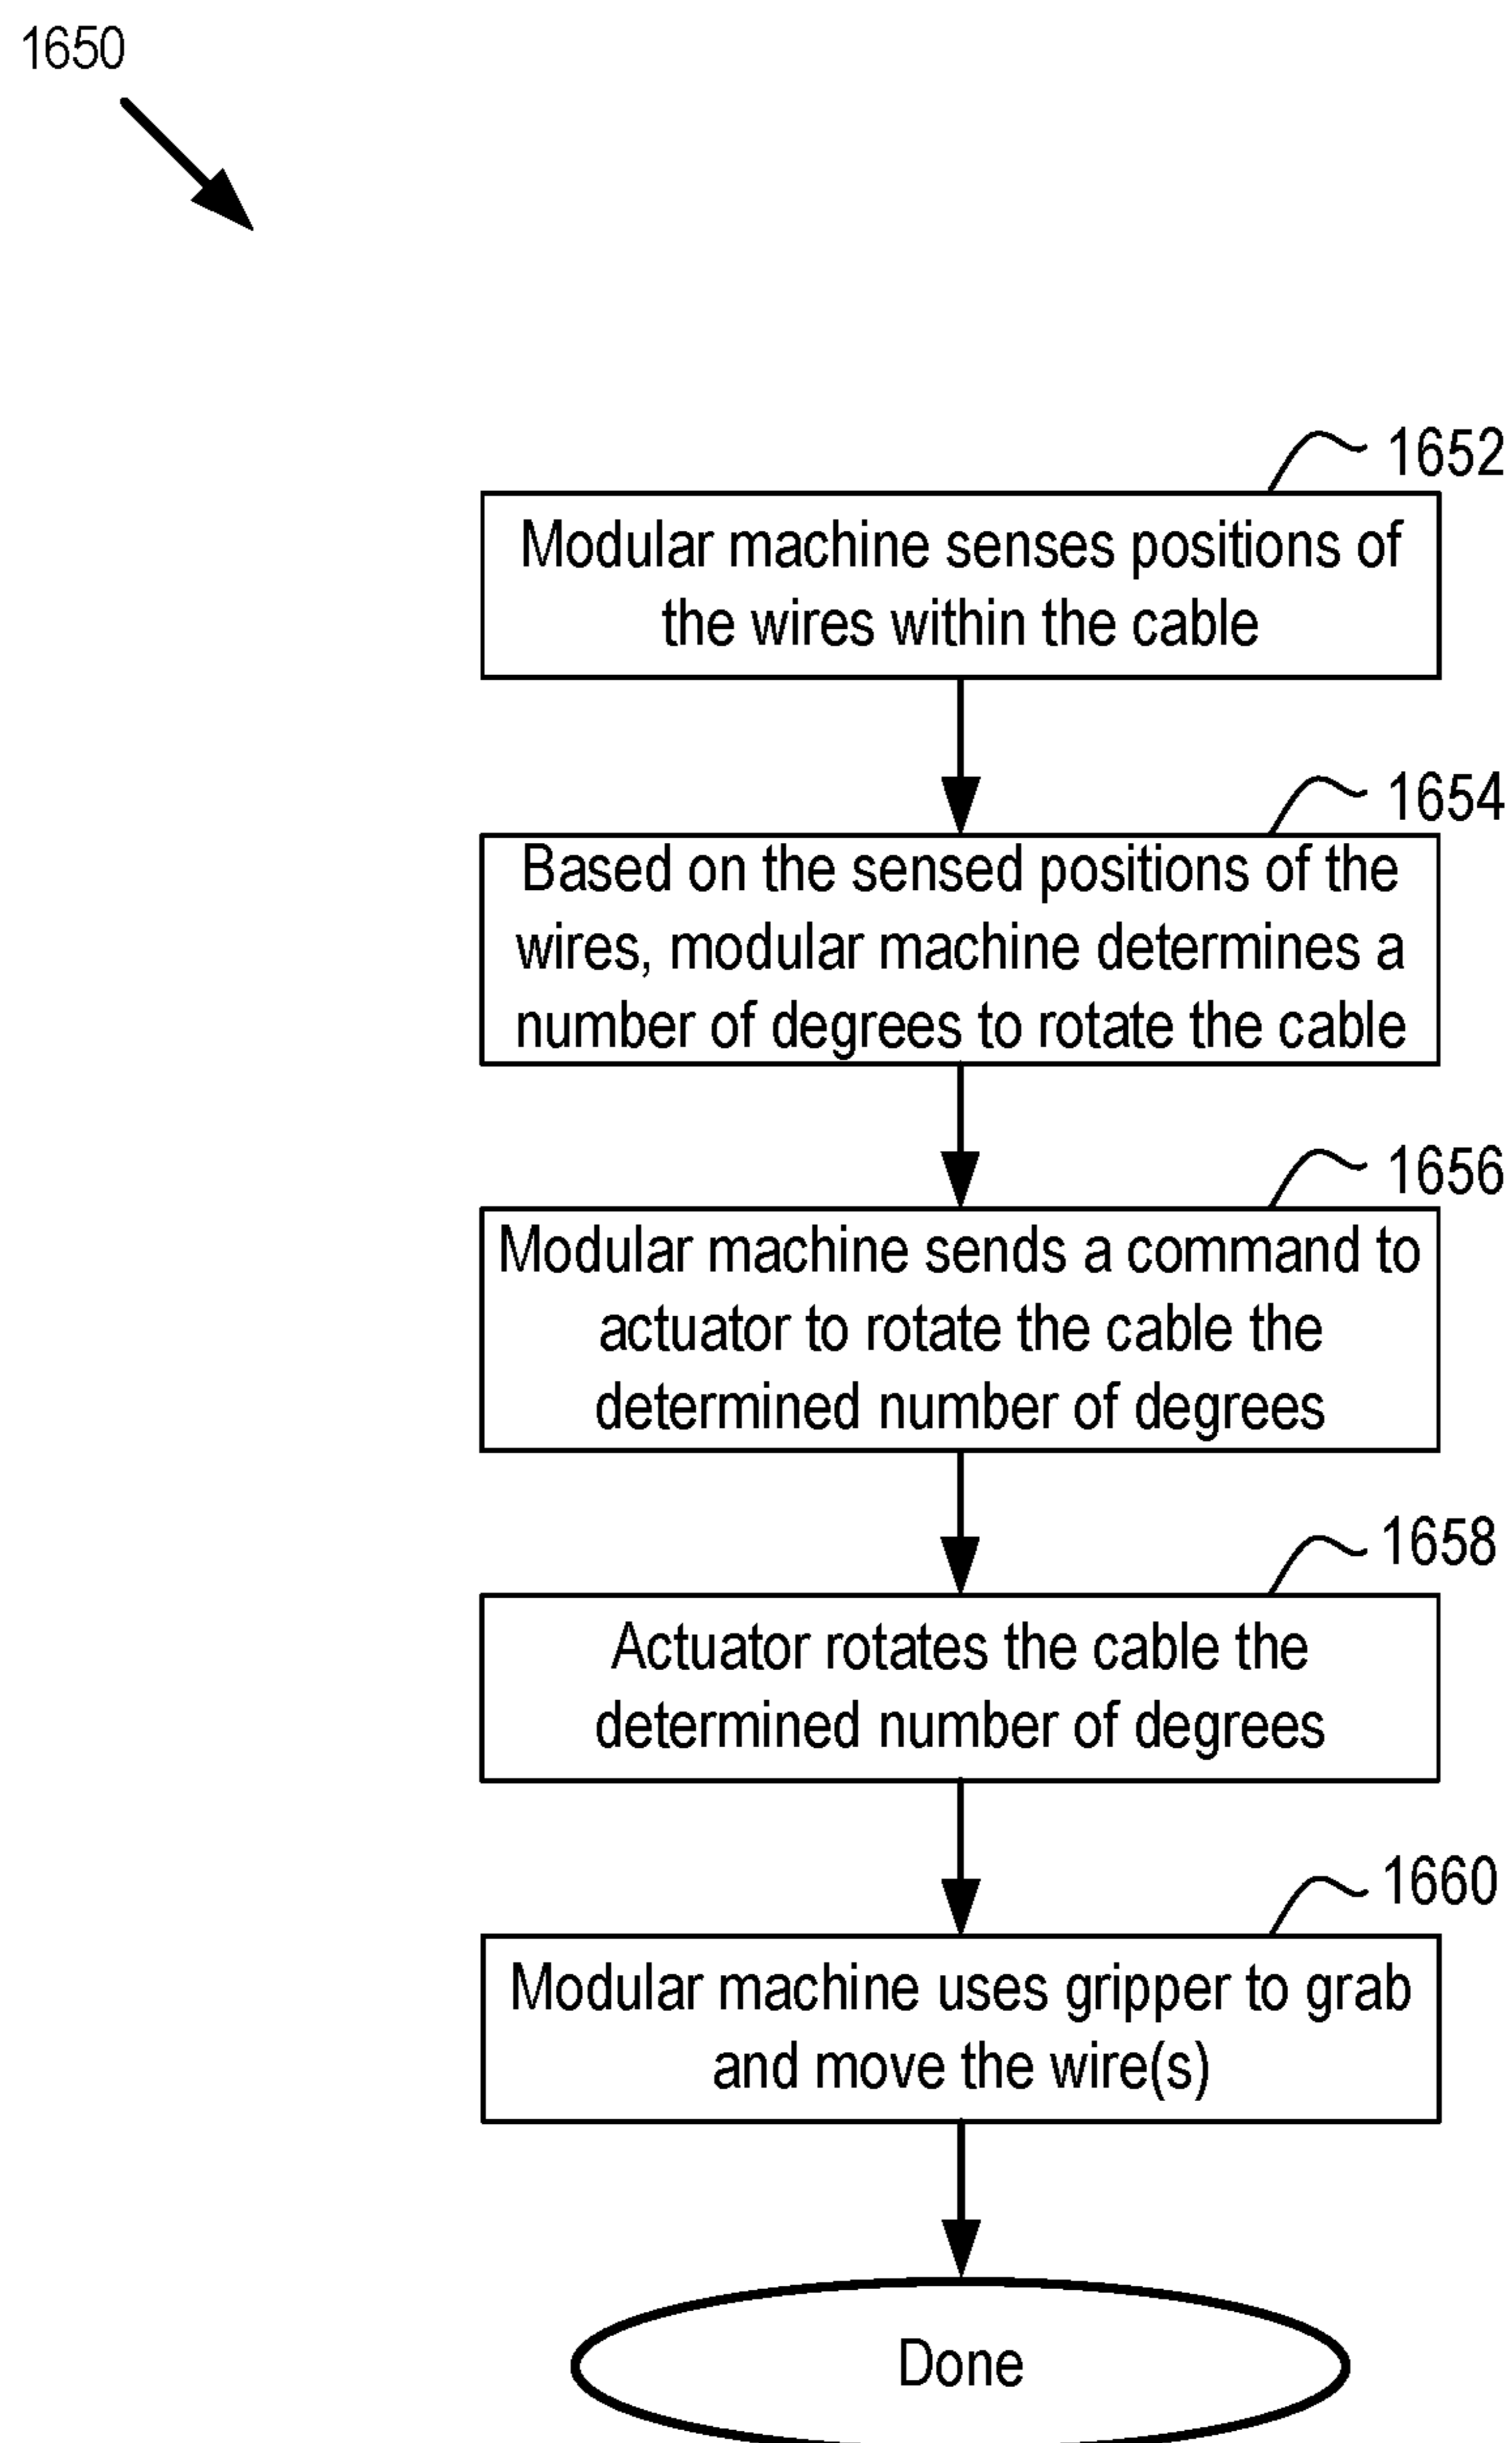 1650
1652
Modular machine senses positions of
the wires within the cable
1654
Based on the sensed positions of the
wires, modular machine determines a
number of degrees to rotate the cable
1656
Modular machine sends a command to
actuator to rotate the cable the
determined number of degrees
1658
Actuator rotates the cable the
determined number of degrees
1660
Modular machine uses gripper to grab
and move the wire(s)
Done